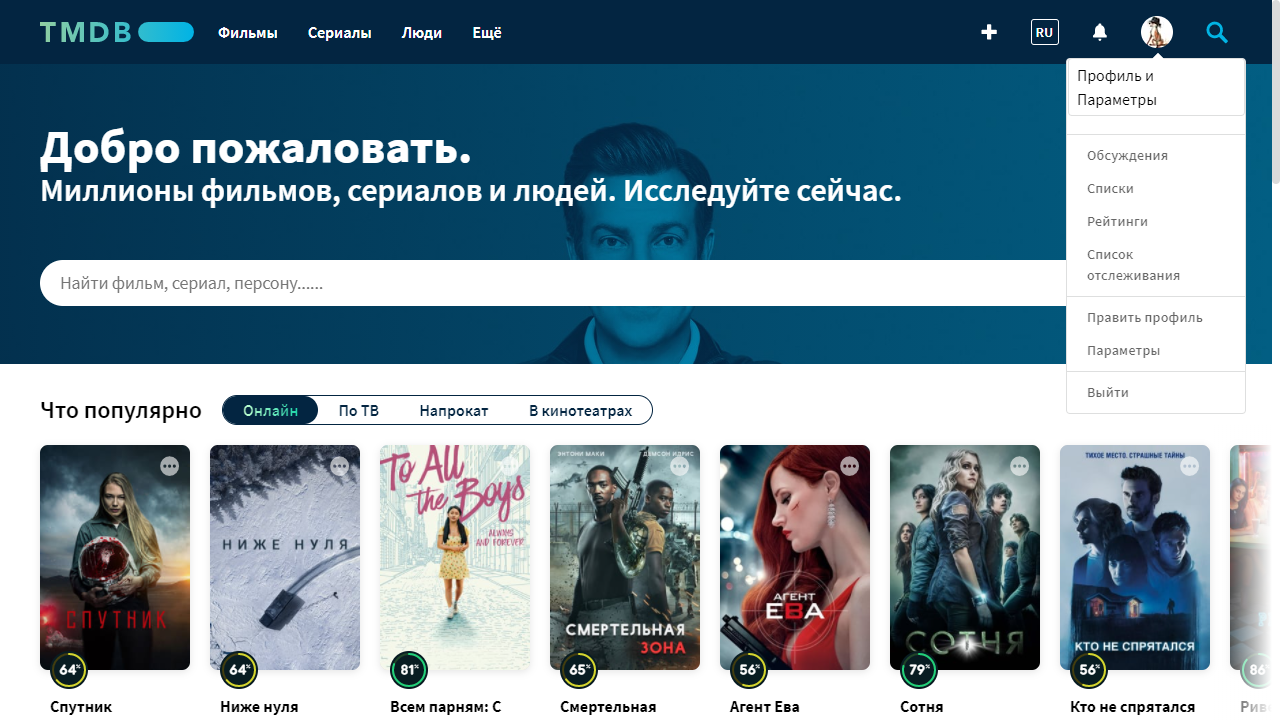 TMDB
Фильмы Сериалы Люди Ещё
RU
Профиль и
Параметры
Обсуждения
Списки
Рейтинги
Список
отслеживания
Править профиль
Параметры
Выйти
Добро пожаловать.
Миллионы фильмов, сериалов и людей. Исследуйте сейчас.
Найти фильм, сериал, персону......
Что популярно
Онлайн По ТВ Напрокат В кинотеатрах
СПУТНИК
64%
Спутник
НИЖЕ НУЛЯ
64%
Ниже нуля
To All
the Boys
ALWAYS
AND FOREVER
81%
Всем парням: С
ЭНТОНИ МАКИ ДЭМСОН ИДРИС
СМЕРТЕЛЬНАЯ
ЗОНА
65%
Смертельная
АГЕНТ
ЕВА
56%
Агент Ева
СОТНЯ
79%
Сотня
ТИХОЕ МЕСТО. СТРАШНЫЕ ТАЙНЫ
КТО НЕ СПРЯТАЛСЯ
56%
Кто не спрятался
86%